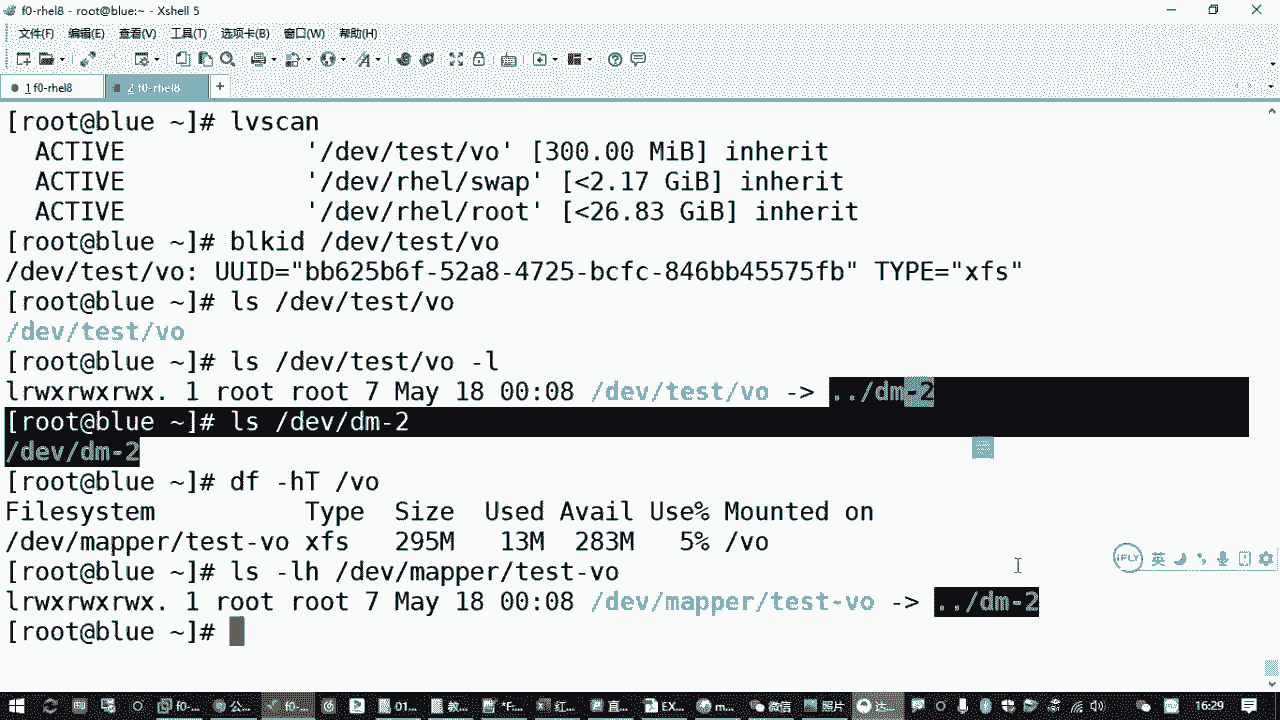 f0-rhel8 - root@blue:~ - Xshell 5
文件(F) 编辑(E) 查看(V) 工具(T) 选项卡(B) 窗口(W) 帮助(H)
1 f0-rhel8 2 f0-rhel8 +
[root@blue ~]# lvscan
ACTIVE '/dev/test/vo' [300.00 MiB] inherit
ACTIVE '/dev/rhel/swap' [<2.17 GiB] inherit
ACTIVE '/dev/rhel/root' [<26.83 GiB] inherit
[root@blue ~]# blkid /dev/test/vo
/dev/test/vo: UUID="bb625b6f-52a8-4725-bcfc-846bb45575fb" TYPE="xfs"
[root@blue ~]# ls /dev/test/vo
/dev/test/vo
[root@blue ~]# ls /dev/test/vo -l
lrwxrwxrwx. 1 root root 7 May 18 00:08 /dev/test/vo -> ../dm-2
[root@blue ~]# ls /dev/dm-2
/dev/dm-2
[root@blue ~]# df -hT /vo
Filesystem Type Size Used Avail Use% Mounted on
/dev/mapper/test-vo xfs 295M 13M 283M 5% /vo
[root@blue ~]# ls -lh /dev/mapper/test-vo
lrwxrwxrwx. 1 root root 7 May 18 00:08 /dev/mapper/test-vo -> ../dm-2
[root@blue ~]#
iFLY 英
f0-... 公... f0-... 01... 教... *F... 红... 直... EX... m... 微信 照片 达... 16:29